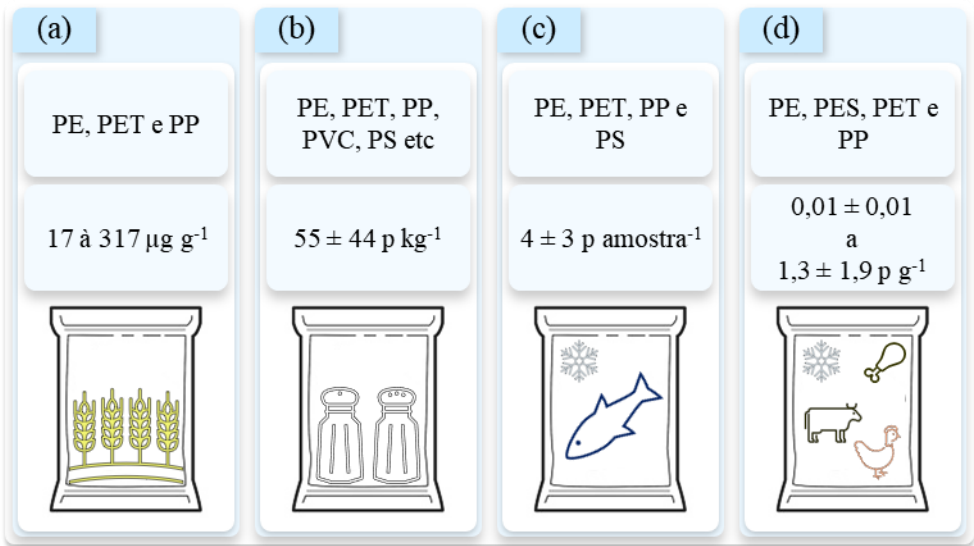 (a)
PE, PET e PP
17 à 317 µg g⁻¹
(b)
PE, PET, PP,
PVC, PS etc
55 ± 44 p kg⁻¹
(c)
PE, PET, PP e
PS
4 ± 3 p amostra⁻¹
(d)
PE, PES, PET e
PP
0,01 ± 0,01
a
1,3 ± 1,9 p g⁻¹